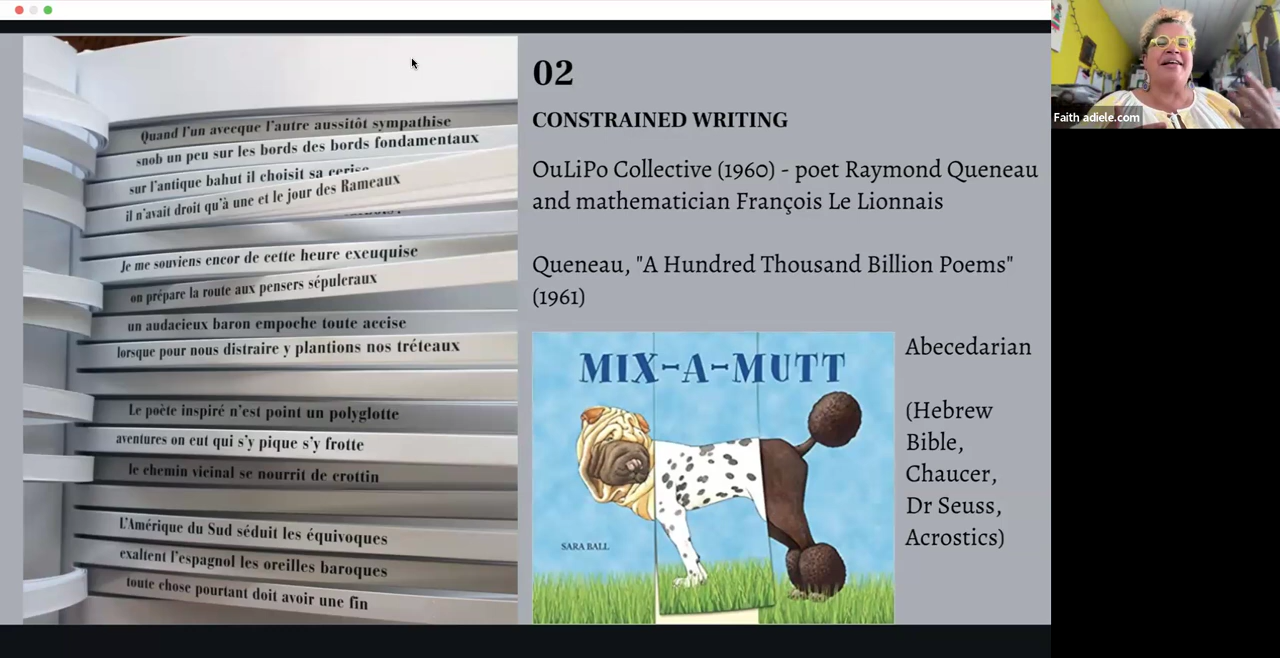 Quand l'un avecque l'autre aussitôt sympathise
snob un peu sur les bords des bords fondamentaux
sur l'antique bahut il choisit sa cerise
il n'avait droit qu'à une et le jour des Rameaux
Je me souviens encor de cette heure exeuquise
on prépare la route aux pensers sépulcraux
un audacieux baron empoche toute accise
lorsque pour nous distraire y plantions nos tréteaux
Le poète inspiré n'est point un polyglotte
aventures on eut qui s'y pique s'y frotte
le chemin vicinal se nourrit de crottin
L'Amérique du Sud séduit les équivoques
exaltent l'espagnol les oreilles baroques
toute chose pourtant doit avoir une fin
02
CONSTRAINED WRITING
OuLiPo Collective (1960) - poet Raymond Queneau
and mathematician François Le Lionnais
Queneau, "A Hundred Thousand Billion Poems"
(1961)
MIX-A-MUTT
SARA BALL
Abecedarian
(Hebrew
Bible,
Chaucer,
Dr Seuss,
Acrostics)
Faith adiele.com